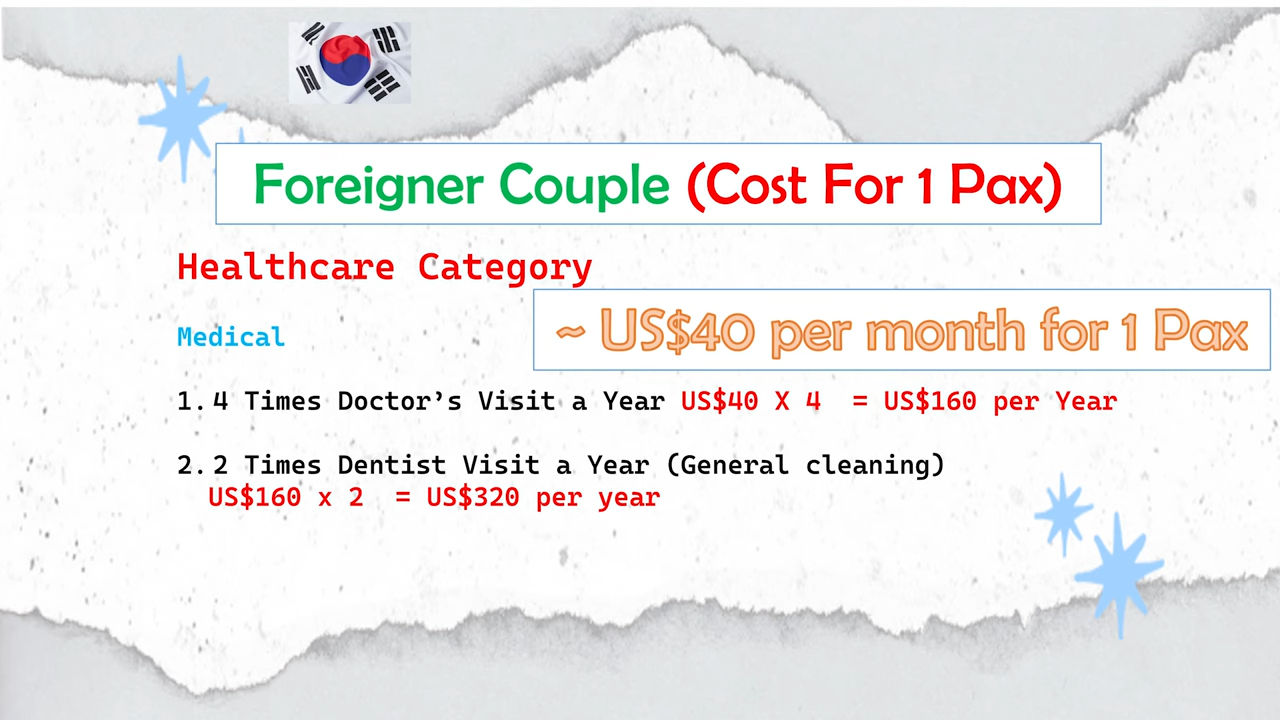 Foreigner Couple (Cost For 1 Pax)
Healthcare Category
~ US$40 per month for 1 Pax
Medical
1. 4 Times Doctor’s Visit a Year US$40 X 4 = US$160 per Year
2. 2 Times Dentist Visit a Year (General cleaning)
US$160 x 2 = US$320 per year